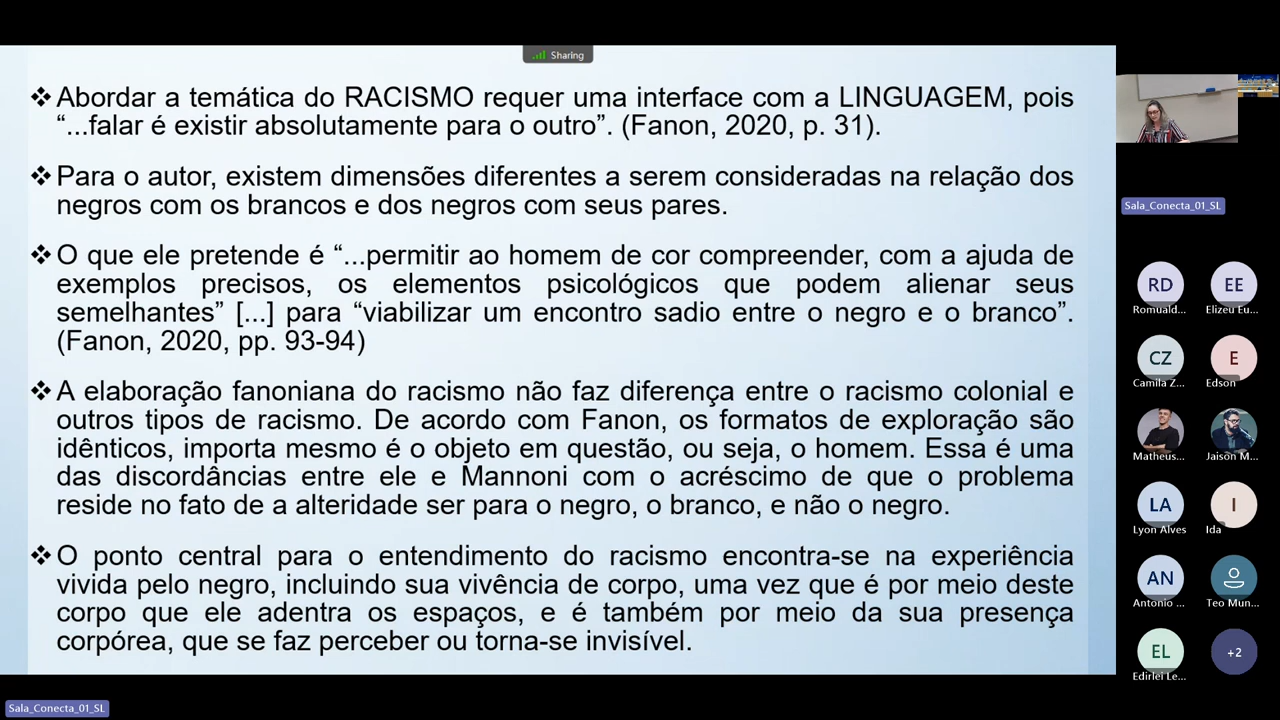 Sharing
❖ Abordar a temática do RACISMO requer uma interface com a LINGUAGEM, pois
“...falar é existir absolutamente para o outro”. (Fanon, 2020, p. 31).
❖ Para o autor, existem dimensões diferentes a serem consideradas na relação dos
negros com os brancos e dos negros com seus pares.
❖ O que ele pretende é “...permitir ao homem de cor compreender, com a ajuda de
exemplos precisos, os elementos psicológicos que podem alienar seus
semelhantes” [...] para “viabilizar um encontro sadio entre o negro e o branco”.
(Fanon, 2020, pp. 93-94)
❖ A elaboração fanoniana do racismo não faz diferença entre o racismo colonial e
outros tipos de racismo. De acordo com Fanon, os formatos de exploração são
idênticos, importa mesmo é o objeto em questão, ou seja, o homem. Essa é uma
das discordâncias entre ele e Mannoni com o acréscimo de que o problema
reside no fato de a alteridade ser para o negro, o branco, e não o negro.
❖ O ponto central para o entendimento do racismo encontra-se na experiência
vivida pelo negro, incluindo sua vivência de corpo, uma vez que é por meio deste
corpo que ele adentra os espaços, e é também por meio da sua presença
corpórea, que se faz perceber ou torna-se invisível.
Sala_Conecta_01_SL
RD
EE
Romuald...
Elizeu Eu...
CZ
E
Camila Z...
Edson
Matheus...
Jaison M...
LA
I
Lyon Alves
Ida
AN
Antonio ...
Teo Mun...
EL
+2
Edirlei Le...
Sala_Conecta_01_SL